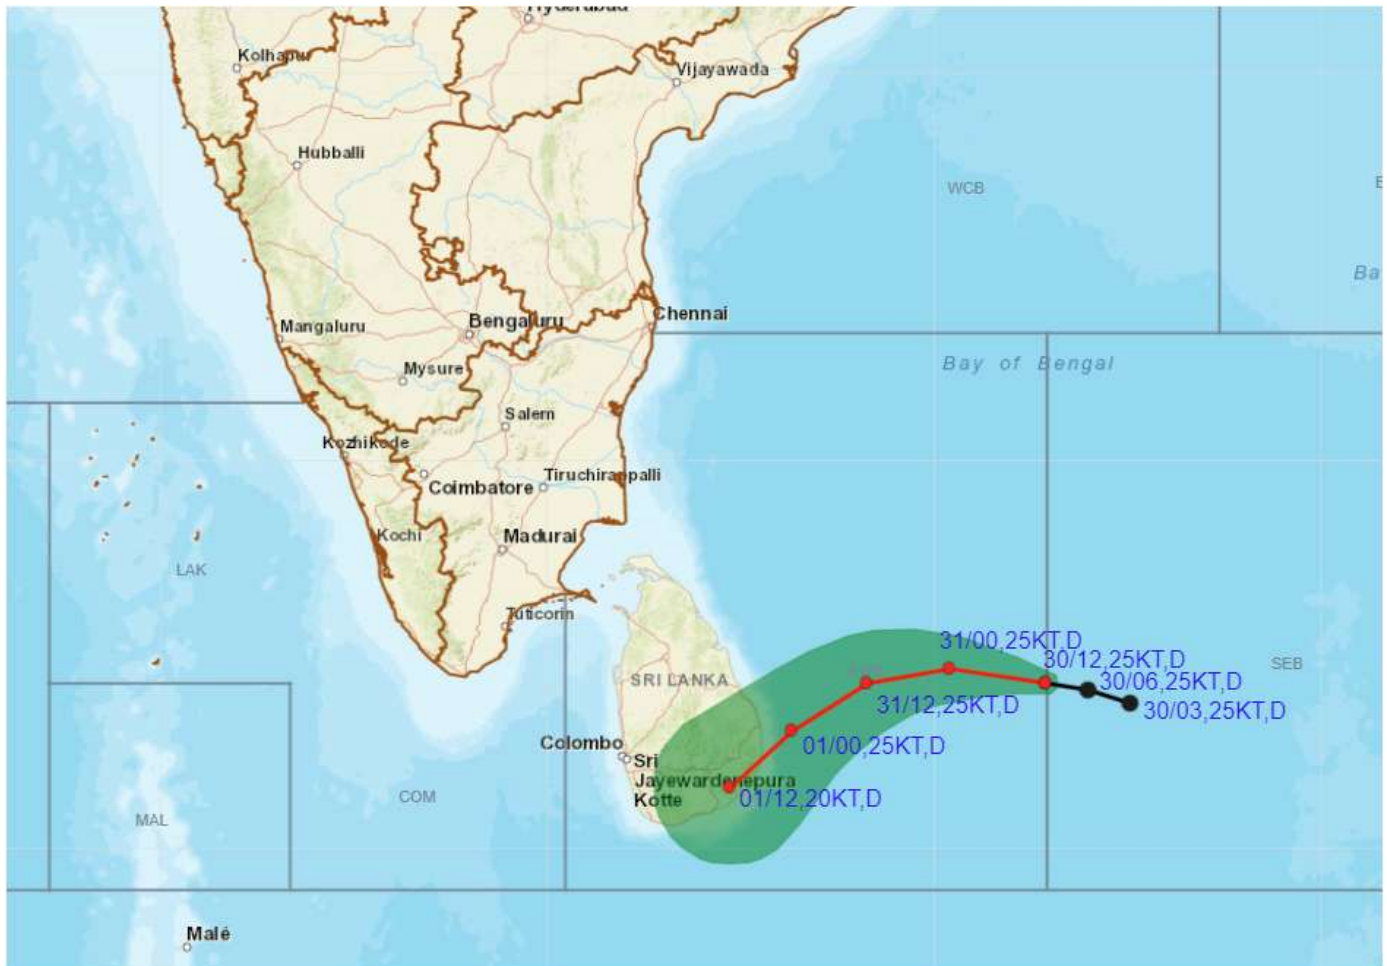 Hyderabad
Kolhapur
Vijayawada
Hubballi
WCB
Ba
Chennai
Bengaluru
Mangaluru
Bay of Bengal
Mysure
Salem
Kozhikode
Tiruchirappalli
Coimbatore
Kochi
Madurai
LAK
Tuticorin
31/00,25KT,D
30/12,25KT,D
SEB
SRI LANKA
30/06,25KT,D
31/12,25KT,D
30/03,25KT,D
Colombo
01/00,25KT,D
Sri
Jayewardenepura
Kotte
01/12,20KT,D
COM
MAL
Malé